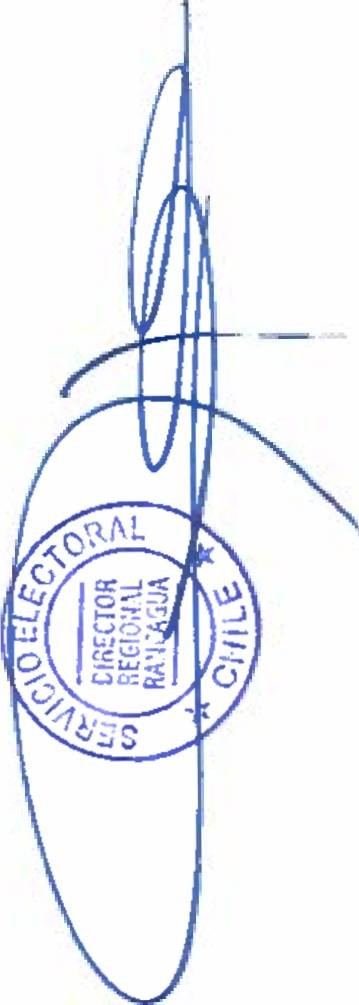 SERVICIO ELECTORAL
DIRECTOR
REGIONAL
RANCAGUA
★ CHILE ★